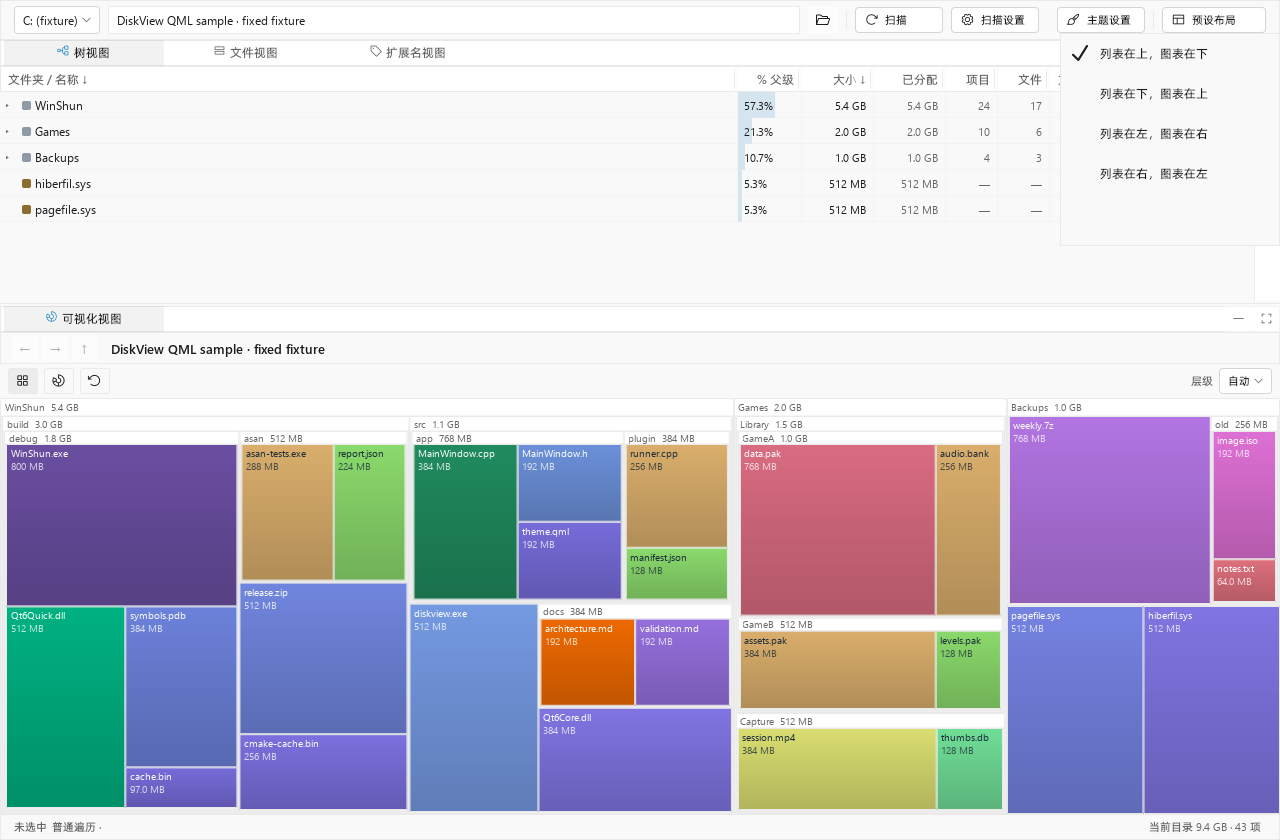 C: (fixture)
DiskView QML sample · fixed fixture
扫描
扫描设置
主题设置
预设布局
树视图
文件视图
扩展名视图
列表在上，图表在下
列表在下，图表在上
列表在左，图表在右
列表在右，图表在左
文件夹 / 名称 ↓ % 父级 大小 ↓ 已分配 项目 文件
WinShun 57.3% 5.4 GB 5.4 GB 24 17
Games 21.3% 2.0 GB 2.0 GB 10 6
Backups 10.7% 1.0 GB 1.0 GB 4 3
hiberfil.sys 5.3% 512 MB 512 MB — —
pagefile.sys 5.3% 512 MB 512 MB — —
可视化视图
← → ↑ DiskView QML sample · fixed fixture
层级 自动
WinShun 5.4 GB
build 3.0 GB
debug 1.8 GB
WinShun.exe
800 MB
Qt6Quick.dll
512 MB
symbols.pdb
384 MB
cache.bin
97.0 MB
asan 512 MB
asan-tests.exe
288 MB
report.json
224 MB
release.zip
512 MB
cmake-cache.bin
256 MB
src 1.1 GB
app 768 MB
MainWindow.cpp
384 MB
MainWindow.h
192 MB
theme.qml
192 MB
plugin 384 MB
runner.cpp
256 MB
manifest.json
128 MB
diskview.exe
512 MB
docs 384 MB
architecture.md
192 MB
validation.md
192 MB
Qt6Core.dll
384 MB
Games 2.0 GB
Library 1.5 GB
GameA 1.0 GB
data.pak
768 MB
audio.bank
256 MB
GameB 512 MB
assets.pak
384 MB
levels.pak
128 MB
Capture 512 MB
session.mp4
384 MB
thumbs.db
128 MB
Backups 1.0 GB
weekly.7z
768 MB
old 256 MB
image.iso
192 MB
notes.txt
64.0 MB
pagefile.sys
512 MB
hiberfil.sys
512 MB
未选中 普通遍历 ·
当前目录 9.4 GB · 43 项